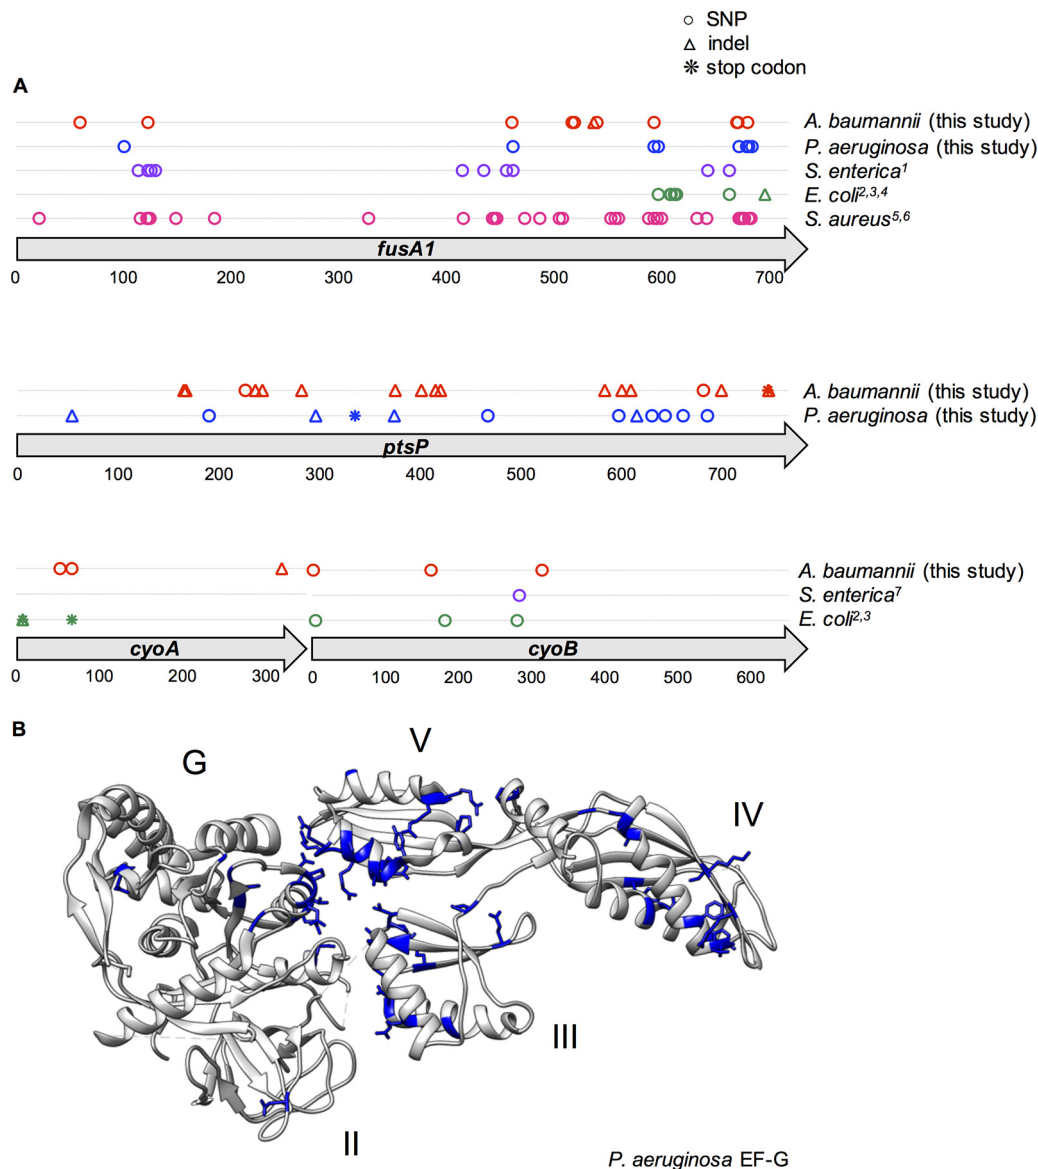 SNP
indel
stop codon
A
A. baumannii (this study)
P. aeruginosa (this study)
S. enterica¹
E. coli²,³,⁴
S. aureus⁵,⁶
fusA1
0 100 200 300 400 500 600 700
A. baumannii (this study)
P. aeruginosa (this study)
ptsP
0 100 200 300 400 500 600 700
A. baumannii (this study)
S. enterica⁷
E. coli²,³
cyoA cyoB
0 100 200 300 0 100 200 300 400 500 600
B
V
G
IV
III
II
P. aeruginosa EF-G